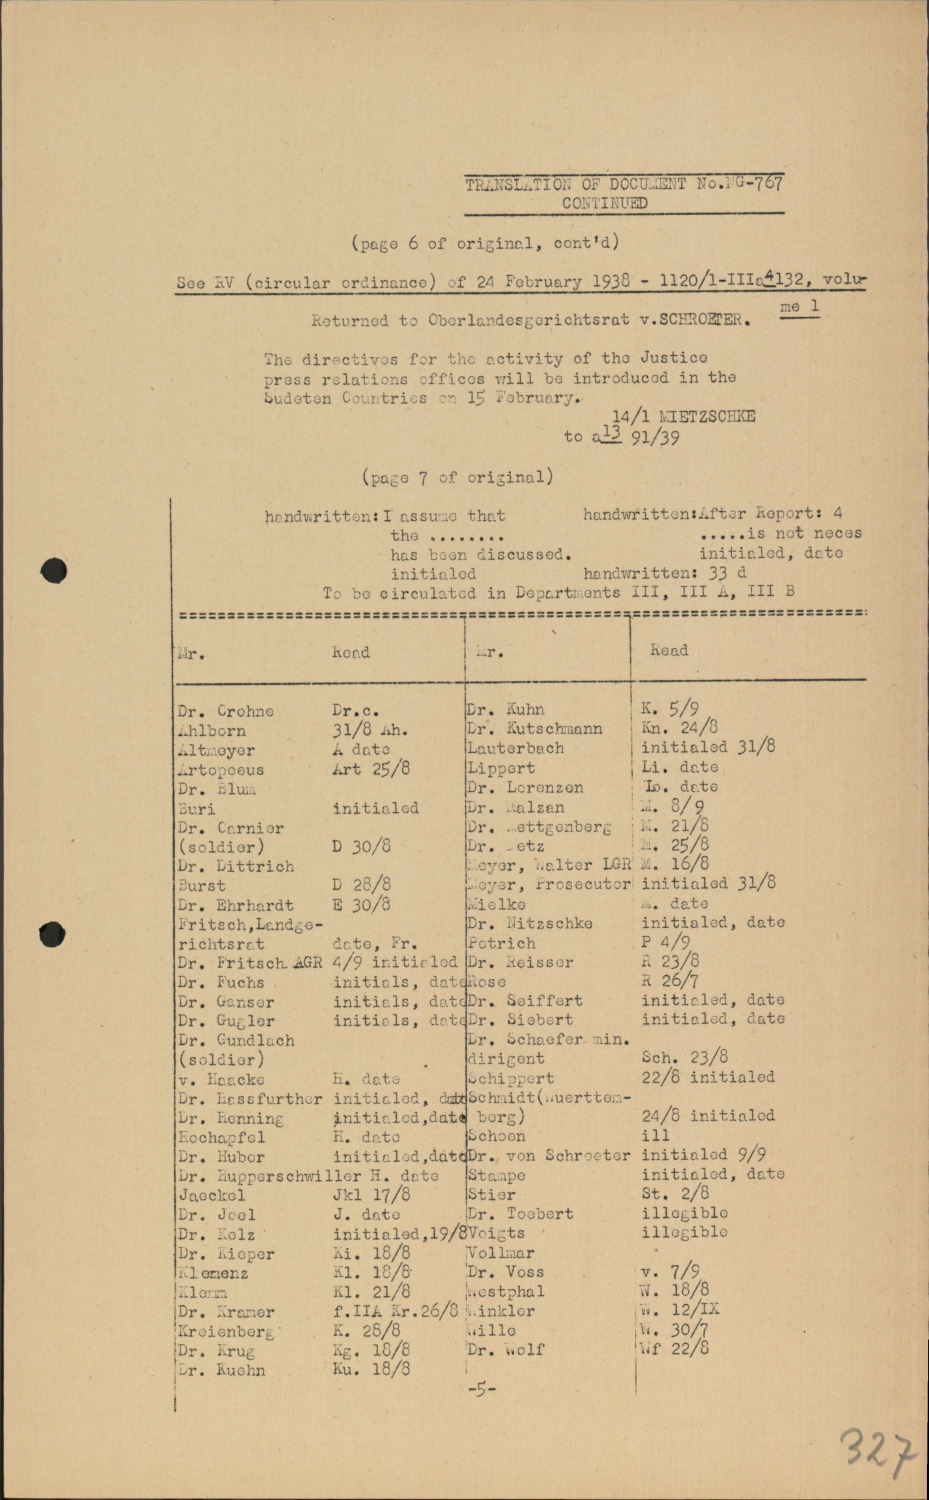 TRANSLATION OF DOCUMENT No.NG-767
CONTINUED
(page 6 of original, cont'd)
See RV (circular ordinance) of 24 February 1938 - 1120/1-IIIa4132, volu-
me 1
Returned to Oberlandesgerichtsrat v.SCHROETER.
The directives for the activity of the Justice
press relations offices will be introduced in the
Sudeten Countries on 15 February.
14/1 MIETZSCHKE
to a13 91/39
(page 7 of original)
handwritten: I assume that handwritten:After Report: 4
the ........ .....is not neces
has been discussed. initialed, date
initialed handwritten: 33 d
To be circulated in Departments III, III A, III B
Mr. Read Mr. Read
Dr. Crohne Dr.c. Dr. Kuhn K. 5/9
Ahlborn 31/8 Ah. Dr. Kutschmann Kn. 24/8
Altmeyer A date Lauterbach initialed 31/8
Artopoeus Art 25/8 Lippert Li. date
Dr. Blum Dr. Lorenzen Lo. date
Buri initialed Dr. Malzan M. 8/9
Dr. Carnier Dr. Mettgenberg M. 21/8
(soldier) D 30/8 Dr. Metz M. 25/8
Dr. Dittrich Meyer, Walter LGR M. 16/8
Burst D 28/8 Meyer, Prosecutor initialed 31/8
Dr. Ehrhardt E 30/8 Mielke M. date
Fritsch,Landge- Dr. Nitzschke initialed, date
richtsrat date, Fr. Petrich P 4/9
Dr. Fritsch AGR 4/9 initialed Dr. Reisser R 23/8
Dr. Fuchs initials, date Rose R 26/7
Dr. Ganser initials, date Dr. Seiffert initialed, date
Dr. Gugler initials, date Dr. Siebert initialed, date
Dr. Gundlach Dr. Schaefer min.
(soldier) dirigent Sch. 23/8
v. Haacke H. date Schippert 22/8 initialed
Dr. Hassfurther initialed, date Schmidt(Wuerttem-
Dr. Henning initialed,date berg) 24/8 initialed
Hochapfel H. date Schoen ill
Dr. Huber initialed,date Dr. von Schroeter initialed 9/9
Dr. Hupperschwiller H. date Stampe initialed, date
Jaeckel Jkl 17/8 Stier St. 2/8
Dr. Joel J. date Dr. Toebert illegible
Dr. Kolz initialed,19/8 Voigts illegible
Dr. Kieper Ki. 18/8 Vollmar
Klemenz Kl. 18/8 Dr. Voss v. 7/9
Klemm Kl. 21/8 Westphal W. 18/8
Dr. Kramer f.IIA Kr.26/8 Winkler W. 12/IX
Kreienberg K. 28/8 Wille W. 30/7
Dr. Krug Kg. 18/8 Dr. Wolf Wf 22/8
Dr. Kuehn Ku. 18/8
-5-
327